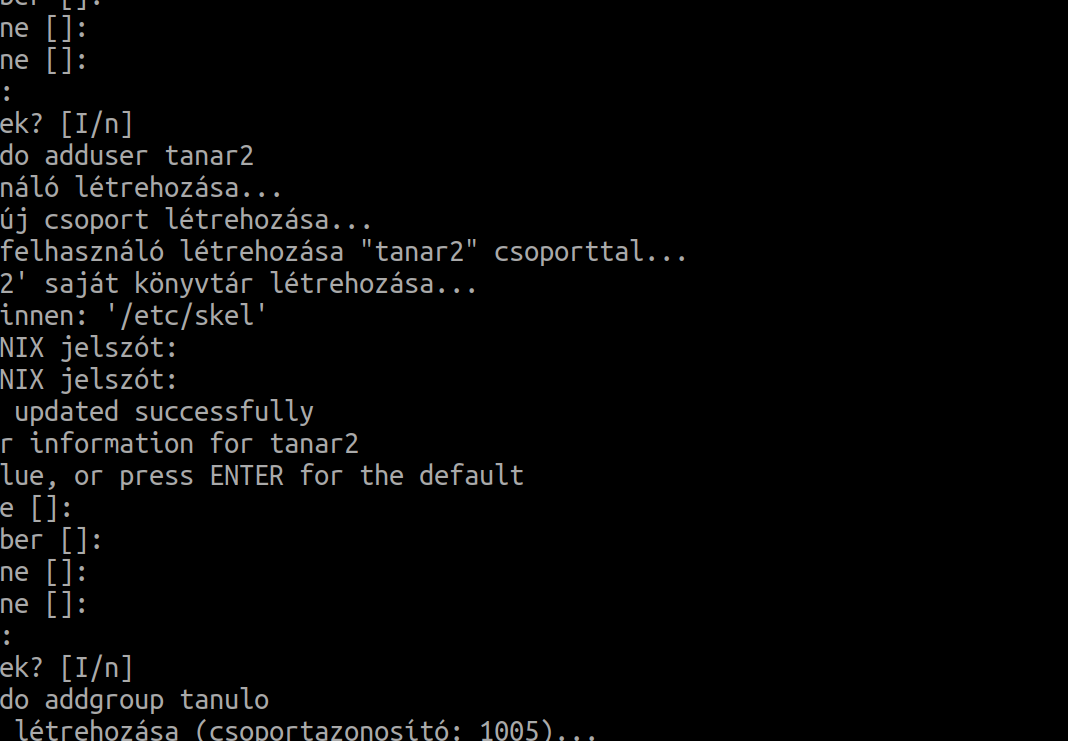 ber []:
ne []:
ne []:
:
ek? [I/n]
do adduser tanar2
náló létrehozása...
új csoport létrehozása...
felhasználó létrehozása "tanar2" csoporttal...
2' saját könyvtár létrehozása...
innen: '/etc/skel'
NIX jelszót:
NIX jelszót:
updated successfully
r information for tanar2
lue, or press ENTER for the default
e []:
ber []:
ne []:
ne []:
:
ek? [I/n]
do addgroup tanulo
létrehozása (csoportazonosító: 1005)...